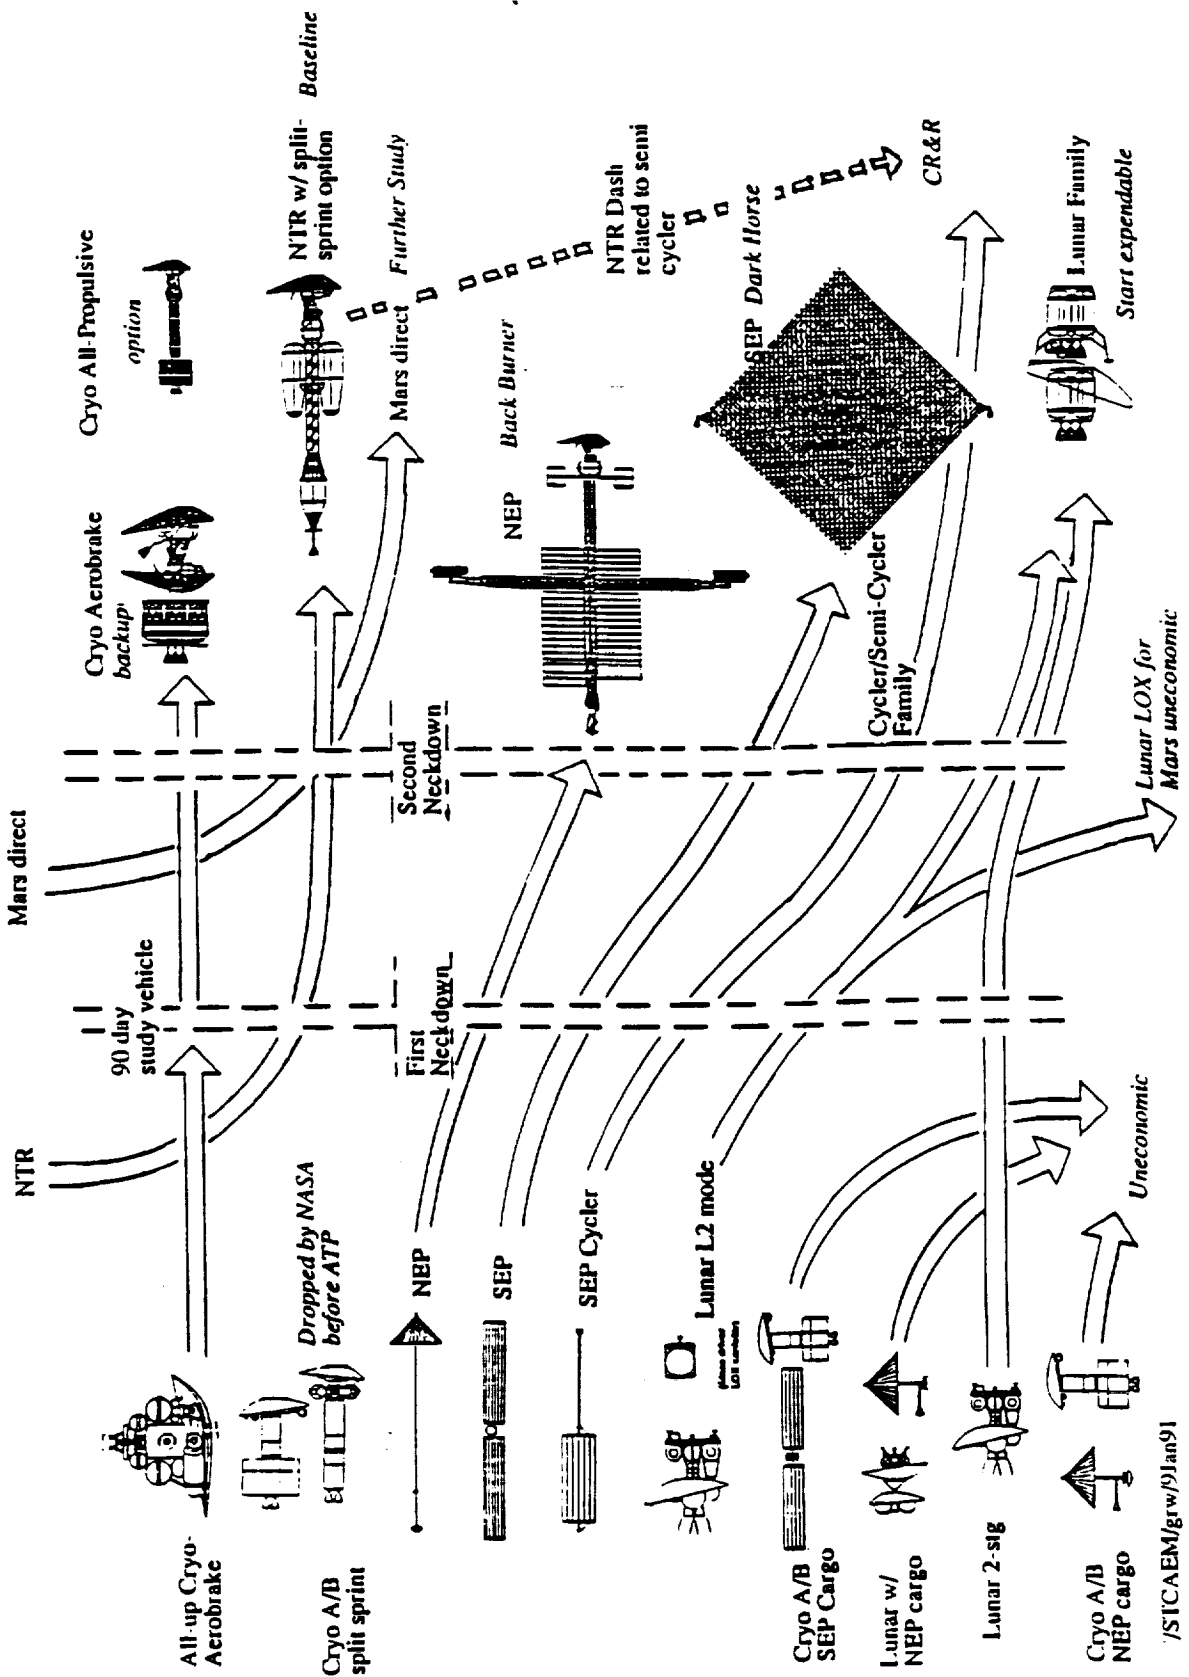 All-up Cryo-
Aerobrake
Cryo A/B
split sprint
Dropped by NASA
before ATP
NTR
90 day
study vehicle
Mars direct
Cryo Aerobrake
backup'
Cryo All-Propulsive
option
NTR w/ split-
sprint option
Baseline
Mars direct
Further Study
First
Neckdown
Second
Neckdown
NEP
SEP
SEP Cycler
Lunar L2 mode
NEP
Back Burner
NTR Dash
related to semi
cycler
SEP
Dark Horse
CR&R
Cycler/Semi-Cycler
Family
Cryo A/B
SEP Cargo
Lunar w/
NEP cargo
Lunar 2-stg
Cryo A/B
NEP cargo
Uneconomic
Lunar LOX for
Mars uneconomic
Lunar Family
Start expendable
/STCAEM/grw/9Jan91